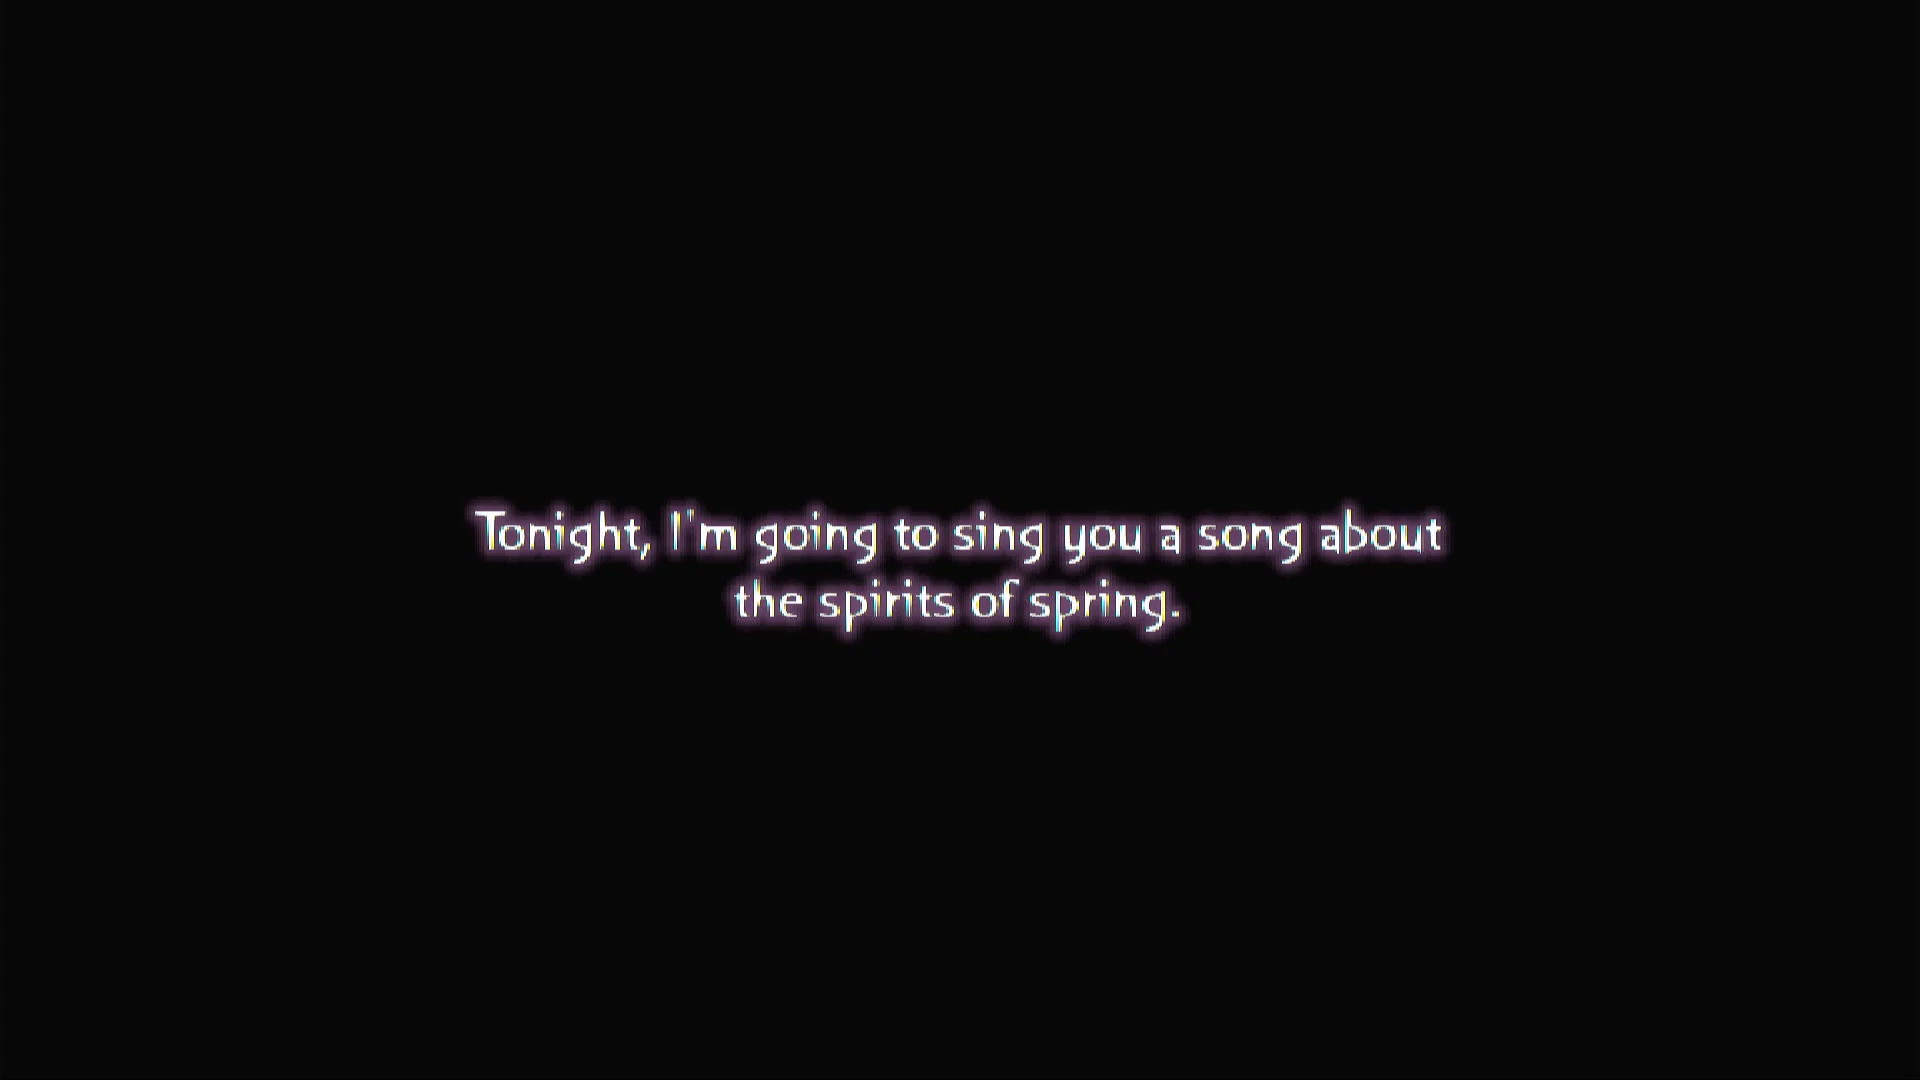 Tonight, I'm going to sing you a song about
the spirits of spring.